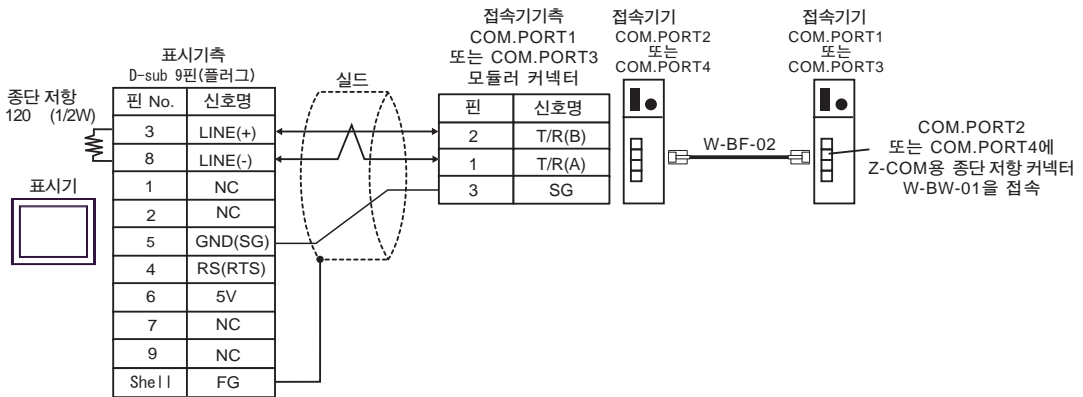 표시기측
D-sub 9핀(플러그)
종단 저항
120 (1/2W)
표시기
핀 No. 신호명
3 LINE(+)
8 LINE(-)
1 NC
2 NC
5 GND(SG)
4 RS(RTS)
6 5V
7 NC
9 NC
Shell FG
실드
접속기기측
COM.PORT1
또는 COM.PORT3
모듈러 커넥터
핀 신호명
2 T/R(B)
1 T/R(A)
3 SG
접속기기
COM.PORT2
또는
COM.PORT4
W-BF-02
접속기기
COM.PORT1
또는
COM.PORT3
COM.PORT2
또는 COM.PORT4에
Z-COM용 종단 저항 커넥터
W-BW-01을 접속